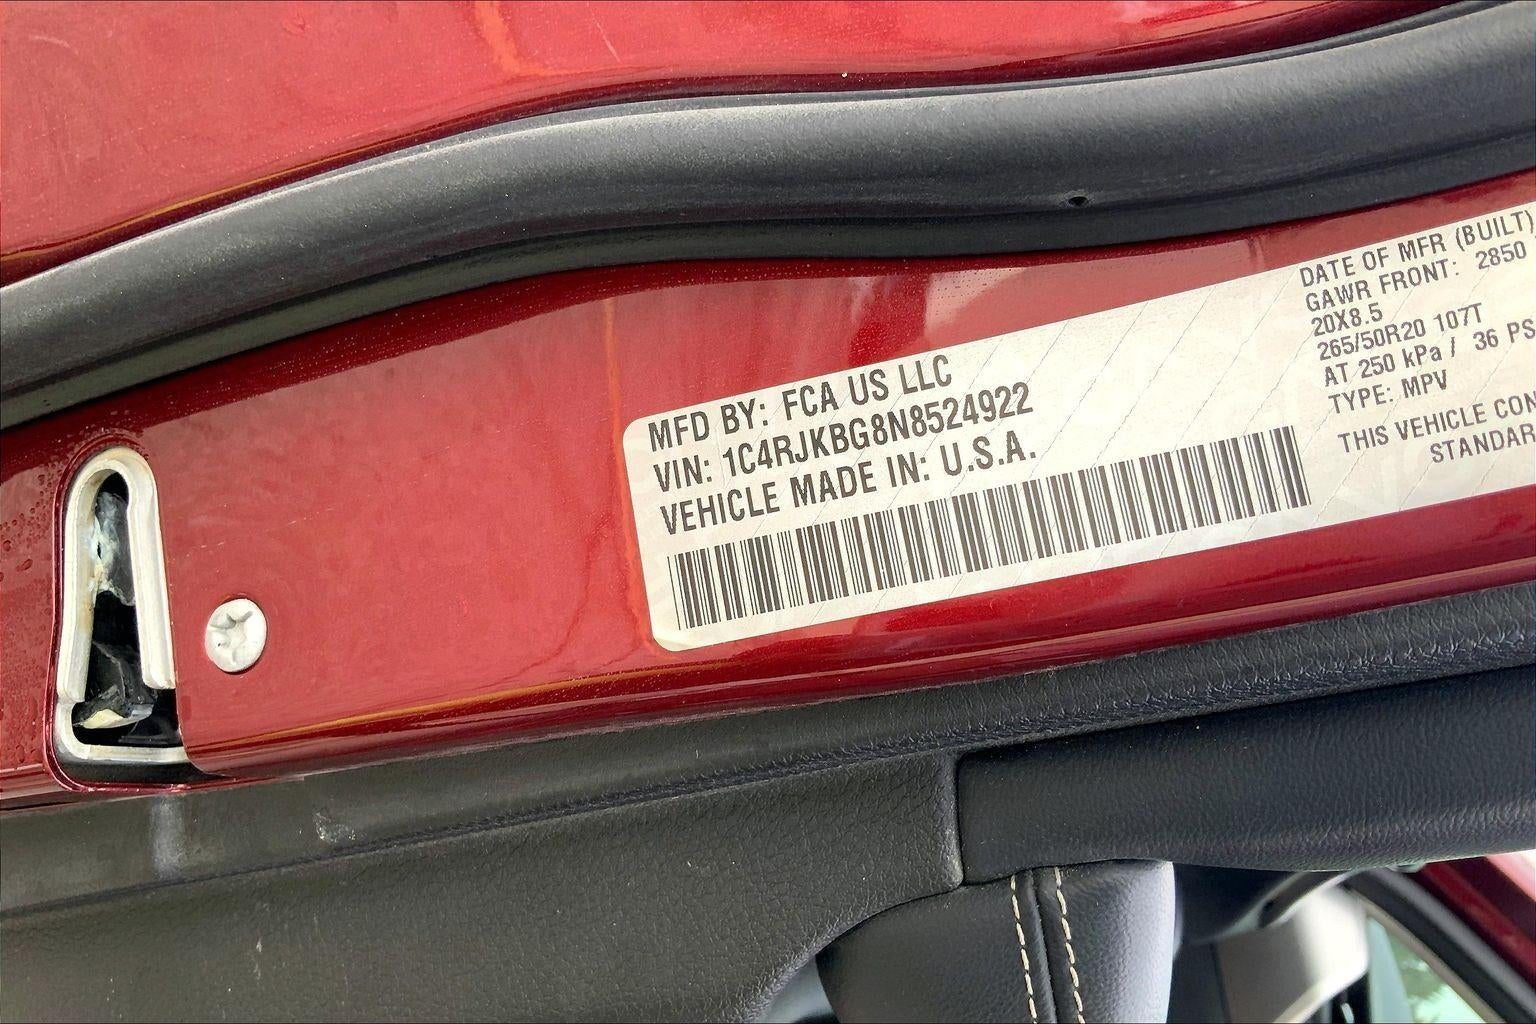 MFD BY: FCA US LLC
VIN: 1C4RJKBG8N8524922
VEHICLE MADE IN: U.S.A.
DATE OF MFR (BUILT)
GAWR FRONT: 2850
20X8.5
265/50R20 107T
AT 250 kPa / 36 PS
TYPE: MPV
THIS VEHICLE CON
STANDAR